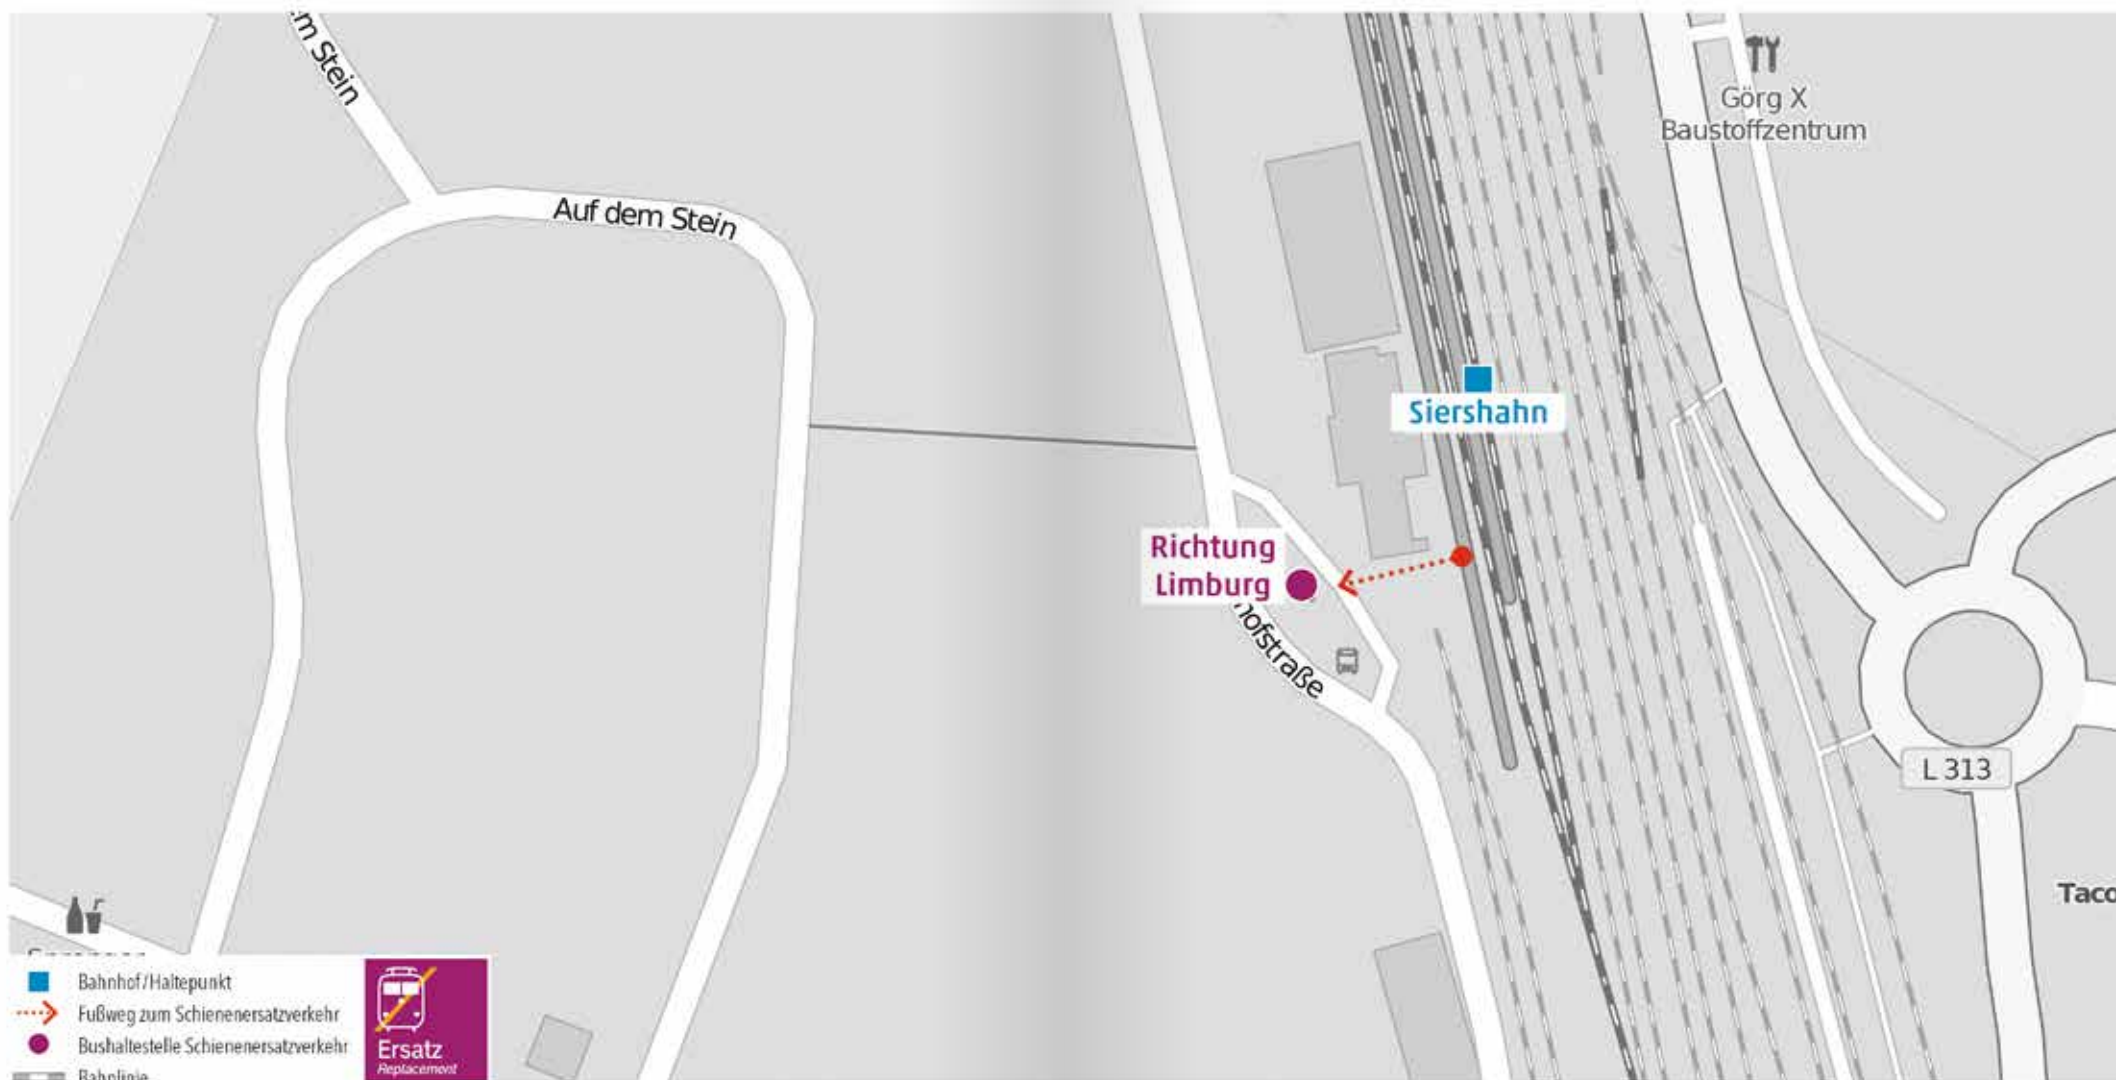 m Stein
Görg X
Baustoffzentrum
Auf dem Stein
Siershahn
Richtung
Limburg
hofstraße
L 313
Taco
Bahnhof/Haltepunkt
Fußweg zum Schienenersatzverkehr
Bushaltestelle Schienenersatzverkehr
Bahnlinie
Ersatz
Replacement